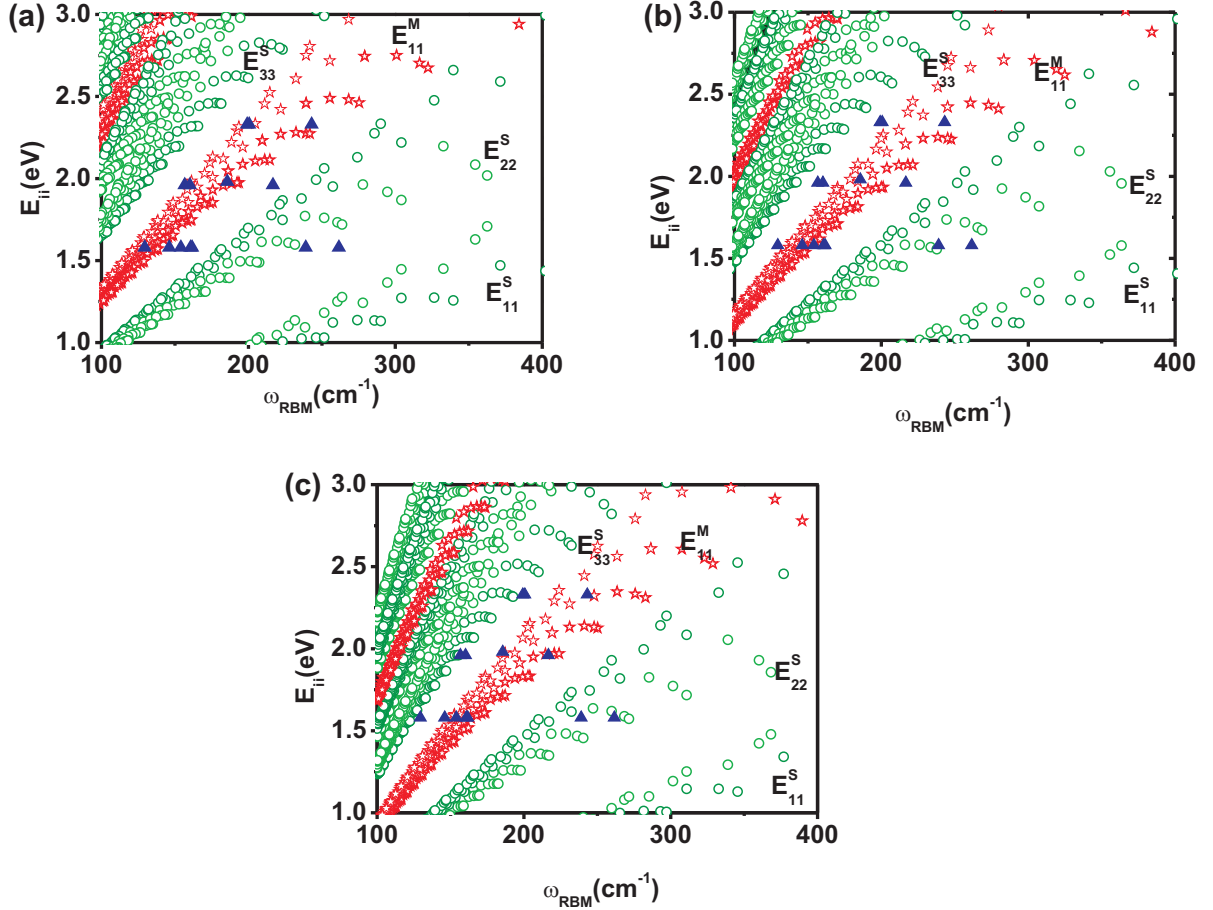 (a)
3.0
2.5
2.0
1.5
1.0
E_ii(eV)
E^S_33
E^M_11
E^S_22
E^S_11
100 200 300 400
ω_RBM(cm^-1)
(b)
3.0
2.5
2.0
1.5
1.0
E_ii(eV)
E^S_33
E^M_11
E^S_22
E^S_11
100 200 300 400
ω_RBM(cm^-1)
(c)
3.0
2.5
2.0
1.5
1.0
E_ii(eV)
E^S_33
E^M_11
E^S_22
E^S_11
100 200 300 400
ω_RBM(cm^-1)